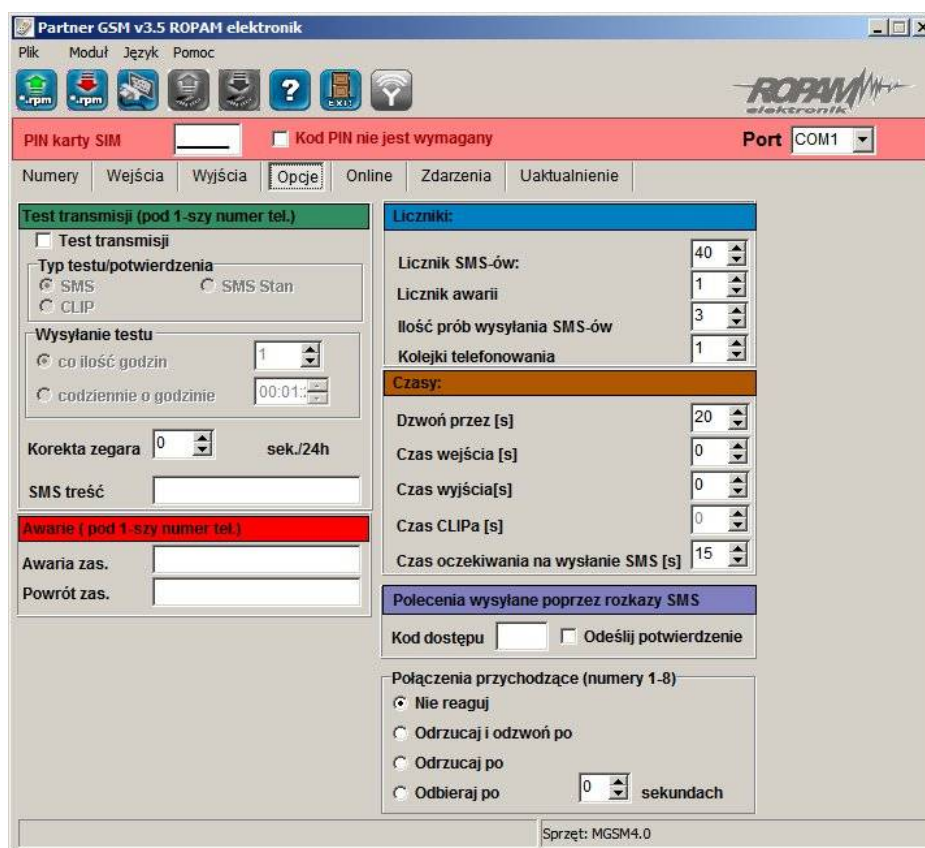 Partner GSM v3.5 ROPAM elektronik
Plik Moduł Język Pomoc
*.rpm *.rpm ? EXIT
ROPAM
elektronik
PIN karty SIM Kod PIN nie jest wymagany Port COM1
Numery Wejścia Wyjścia Opcje Online Zdarzenia Uaktualnienie
Test transmisji (pod 1-szy numer tel.)
Test transmisji
Typ testu/potwierdzenia
SMS SMS Stan
CLIP
Wysyłanie testu
co ilość godzin 1
codziennie o godzinie 00:01:
Korekta zegara 0 sek./24h
SMS treść
Awarie ( pod 1-szy numer tel.)
Awaria zas.
Powrót zas.
Liczniki:
Licznik SMS-ów: 40
Licznik awarii 1
Ilość prób wysyłania SMS-ów 3
Kolejki telefonowania 1
Czasy:
Dzwoń przez [s] 20
Czas wejścia [s] 0
Czas wyjścia[s] 0
Czas CLIPa [s] 0
Czas oczekiwania na wysłanie SMS [s] 15
Polecenia wysyłane poprzez rozkazy SMS
Kod dostępu Odeślij potwierdzenie
Połączenia przychodzące (numery 1-8)
Nie reaguj
Odrzucaj i odzwoń po
Odrzucaj po
Odbieraj po 0 sekundach
Sprzęt: MGSM4.0